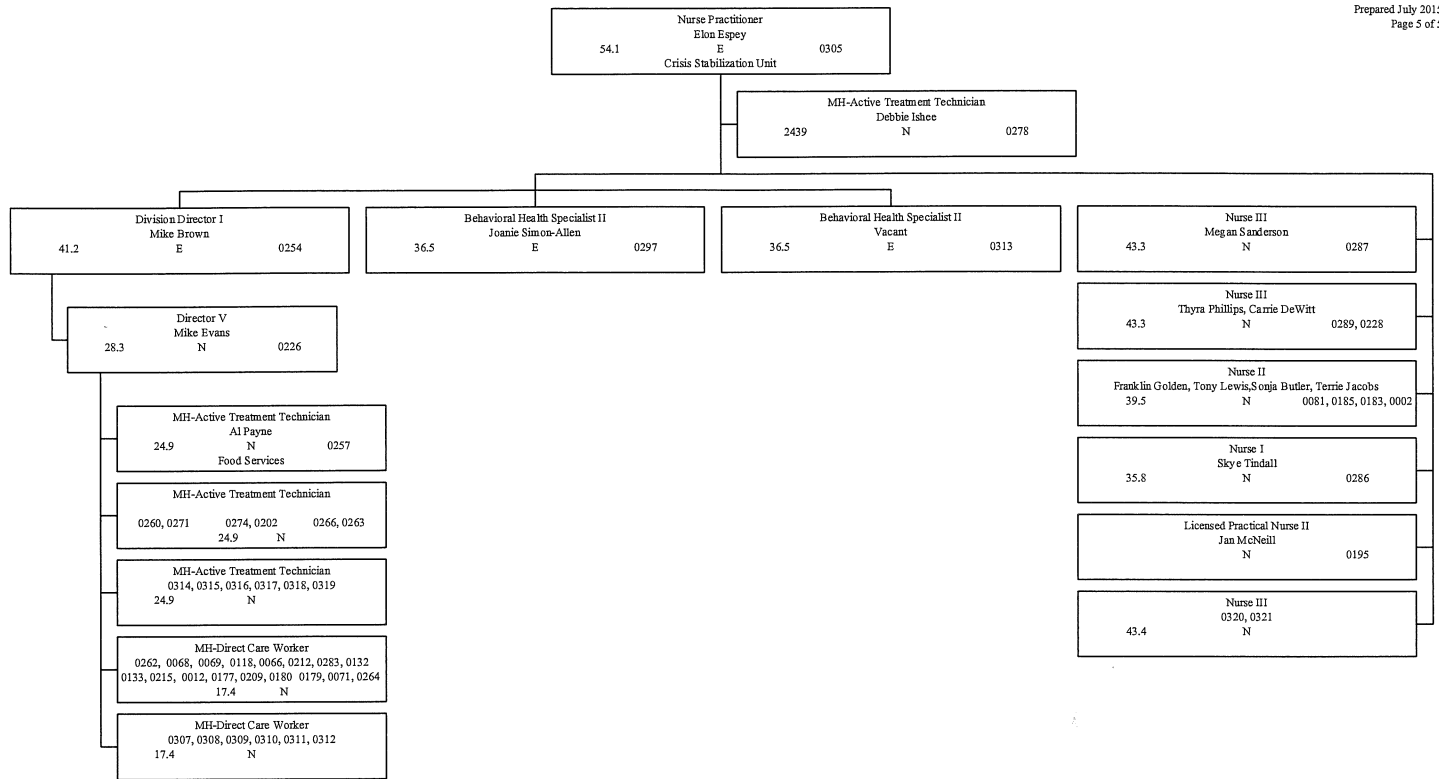 Prepared July 201
Page 5 of
Nurse Practitioner
Elon Espey
54.1 E 0305
Crisis Stabilization Unit
MH-Active Treatment Technician
Debbie Ishee
2439 N 0278
Division Director I
Mike Brown
41.2 E 0254
Behavioral Health Specialist II
Joanie Simon-Allen
36.5 E 0297
Behavioral Health Specialist II
Vacant
36.5 E 0313
Nurse III
Megan Sanderson
43.3 N 0287
Director V
Mike Evans
28.3 N 0226
Nurse III
Thyra Phillips, Carrie DeWitt
43.3 N 0289, 0228
Nurse II
Franklin Golden, Tony Lewis,Sonja Butler, Terrie Jacobs
39.5 N 0081, 0185, 0183, 0002
MH-Active Treatment Technician
Al Payne
24.9 N 0257
Food Services
Nurse I
Skye Tindall
35.8 N 0286
MH-Active Treatment Technician
0260, 0271 0274, 0202 0266, 0263
24.9 N
Licensed Practical Nurse II
Jan McNeill
N 0195
MH-Active Treatment Technician
0314, 0315, 0316, 0317, 0318, 0319
24.9 N
Nurse III
0320, 0321
43.4 N
MH-Direct Care Worker
0262, 0068, 0069, 0118, 0066, 0212, 0283, 0132
0133, 0215, 0012, 0177, 0209, 0180 0179, 0071, 0264
17.4 N
MH-Direct Care Worker
0307, 0308, 0309, 0310, 0311, 0312
17.4 N